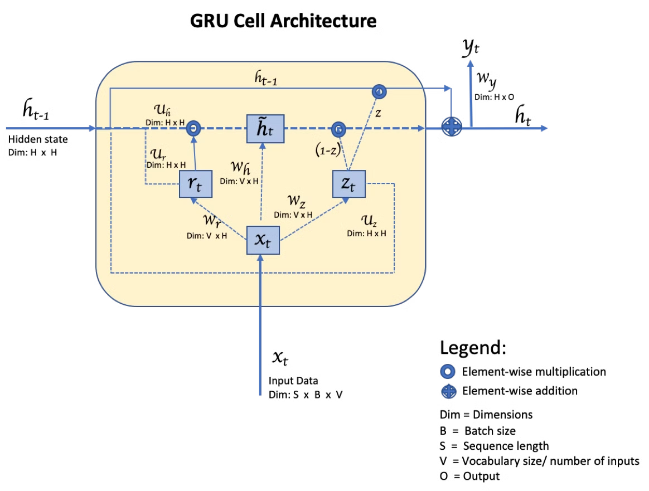 GRU Cell Architecture
y_t
w_y
Dim: H x O
h_{t-1}
h_{t-1}
Hidden state
Dim: H x H
u_h
Dim: H x H
h̃_t
z
(1-z)
h_t
u_r
Dim: H x H
r_t
w_h
Dim: V x H
w_z
Dim: V x H
z_t
u_z
Dim: H x H
w_r
Dim: V x H
x_t
x_t
Input Data
Dim: S x B x V
Legend:
Element-wise multiplication
Element-wise addition
Dim = Dimensions
B = Batch size
S = Sequence length
V = Vocabulary size/ number of inputs
O = Output